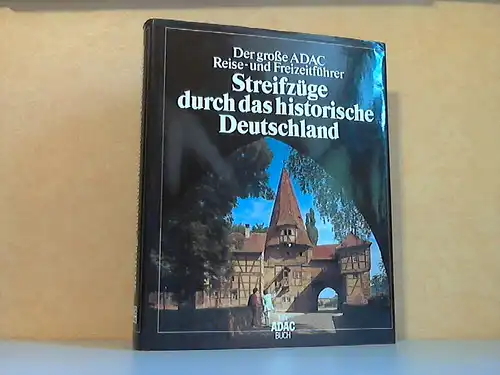 Der große ADAC
Reise- und Freizeitführer
Streifzüge
durch das historische
Deutschland
ADAC
BUCH